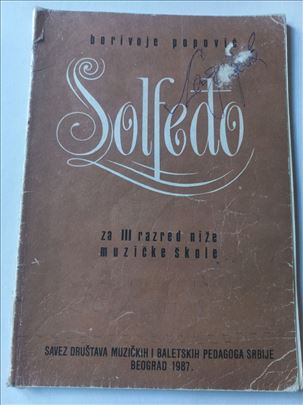 borivoje popović
Solfeđo
za III razred niže
muzičke škole
SAVEZ DRUŠTAVA MUZIČKIH I BALETSKIH PEDAGOGA SRBIJE
BEOGRAD 1987.